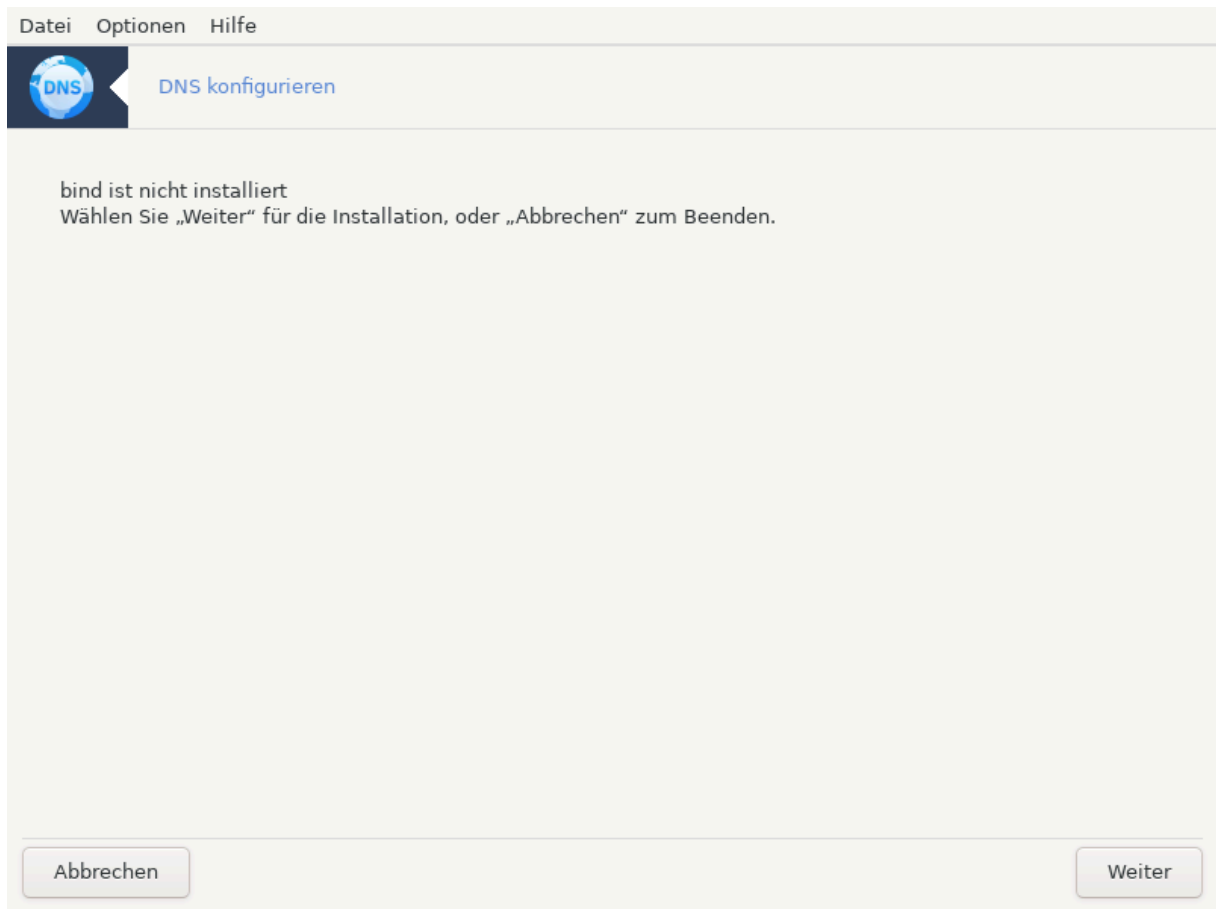 Datei Optionen Hilfe
DNS
DNS konfigurieren
bind ist nicht installiert
Wählen Sie „Weiter“ für die Installation, oder „Abbrechen“ zum Beenden.
Abbrechen
Weiter